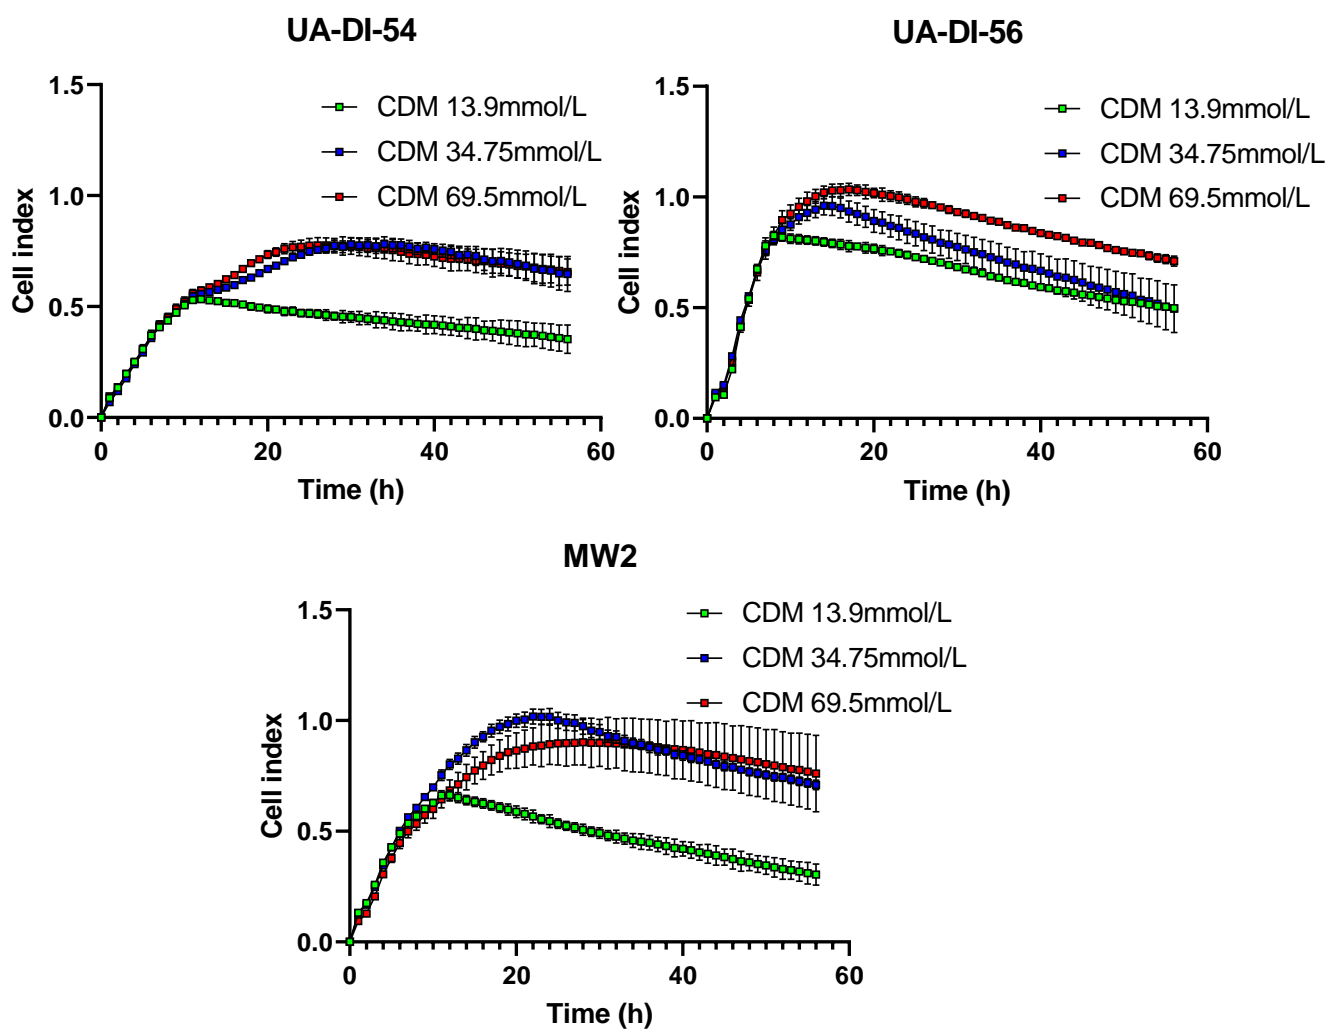 UA-DI-54
CDM 13.9mmol/L
CDM 34.75mmol/L
CDM 69.5mmol/L
1.5
1.0
0.5
0.0
Cell index
0 20 40 60
Time (h)
UA-DI-56
CDM 13.9mmol/L
CDM 34.75mmol/L
CDM 69.5mmol/L
1.5
1.0
0.5
0.0
Cell index
0 20 40 60
Time (h)
MW2
CDM 13.9mmol/L
CDM 34.75mmol/L
CDM 69.5mmol/L
1.5
1.0
0.5
0.0
Cell index
0 20 40 60
Time (h)